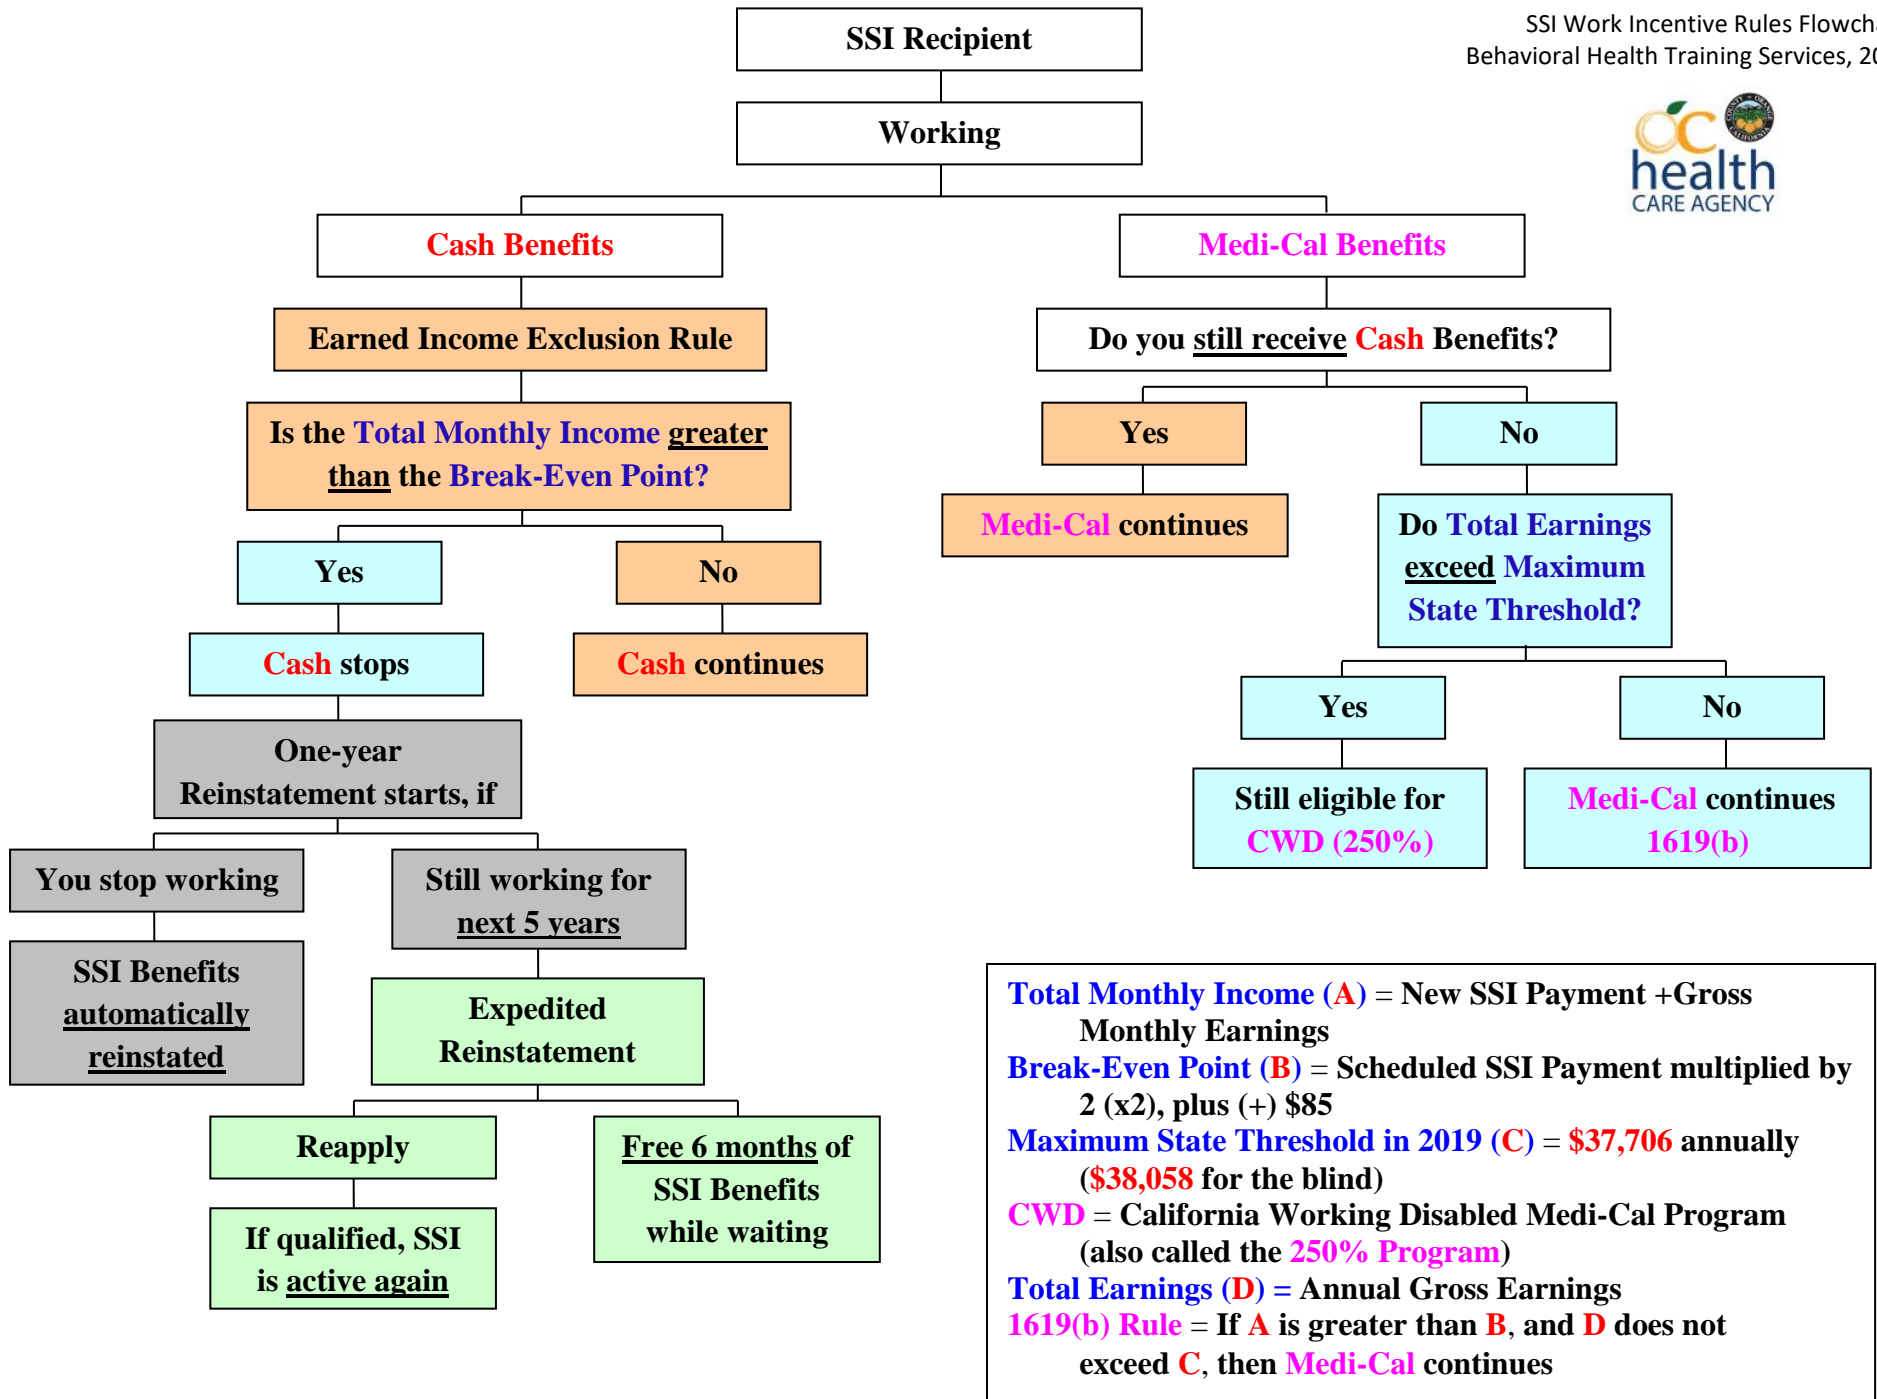 SSI Work Incentive Rules
Behavioral Health Training Services,
OC
health
CARE AGENCY
SSI Recipient
Working
Cash Benefits
Medi-Cal Benefits
Earned Income Exclusion Rule
Do you still receive Cash Benefits?
Is the Total Monthly Income greater
than the Break-Even Point?
Yes
No
Yes
No
Medi-Cal continues
Do Total Earnings
exceed Maximum
State Threshold?
Yes
No
Cash stops
Cash continues
Yes
No
One-year
Reinstatement starts, if
Still eligible for
CWD (250%)
Medi-Cal continues
1619(b)
You stop working
Still working for
next 5 years
SSI Benefits
automatically
reinstated
Expedited
Reinstatement
Reapply
Free 6 months of
SSI Benefits
while waiting
If qualified, SSI
is active again
Total Monthly Income (A) = New SSI Payment +Gross
Monthly Earnings
Break-Even Point (B) = Scheduled SSI Payment multiplied by
2 (x2), plus (+) $85
Maximum State Threshold in 2019 (C) = $37,706 annually
($38,058 for the blind)
CWD = California Working Disabled Medi-Cal Program
(also called the 250% Program)
Total Earnings (D) = Annual Gross Earnings
1619(b) Rule = If A is greater than B, and D does not
exceed C, then Medi-Cal continues